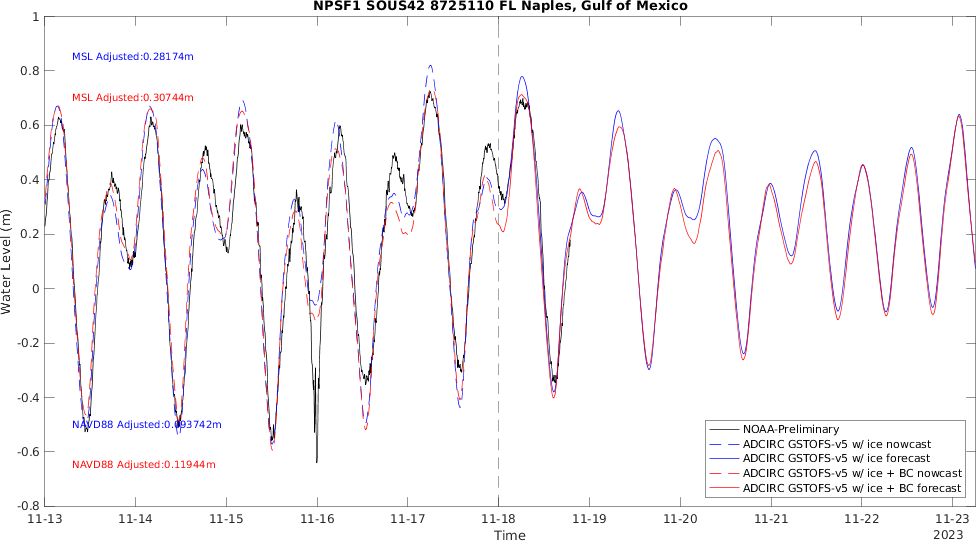 NPSF1 SOUS42 8725110 FL Naples, Gulf of Mexico
1
0.8
0.6
0.4
0.2
0
-0.2
-0.4
-0.6
-0.8
Water Level (m)
MSL Adjusted:0.28174m
MSL Adjusted:0.30744m
NAVD88 Adjusted:0.093742m
NAVD88 Adjusted:0.11944m
NOAA-Preliminary
ADCIRC GSTOFS-v5 w/ ice nowcast
ADCIRC GSTOFS-v5 w/ ice forecast
ADCIRC GSTOFS-v5 w/ ice + BC nowcast
ADCIRC GSTOFS-v5 w/ ice + BC forecast
11-13 11-14 11-15 11-16 11-17 11-18 11-19 11-20 11-21 11-22 11-23
Time 2023